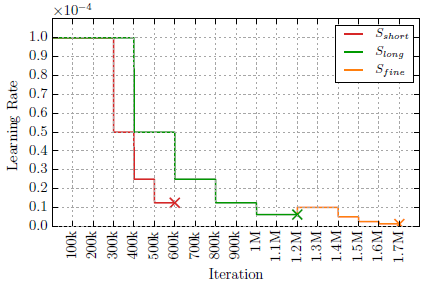 ×10⁻⁴
1.0
0.9
0.8
0.7
0.6
0.5
0.4
0.3
0.2
0.1
0.0
Learning Rate
S_short
S_long
S_fine
100k
200k
300k
400k
500k
600k
700k
800k
900k
1M
1.1M
1.2M
1.3M
1.4M
1.5M
1.6M
1.7M
Iteration